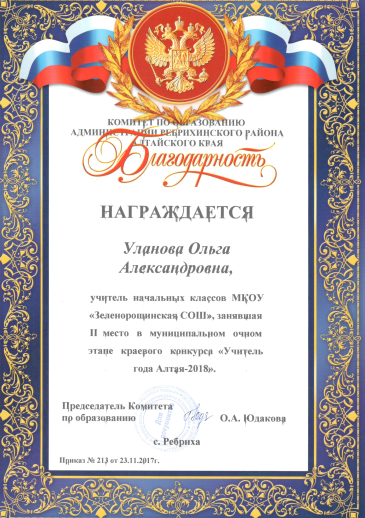 КОМИТЕТ ПО ОБРАЗОВАНИЮ
АДМИНИСТРАЦИИ РЕБРИХИНСКОГО РАЙОНА
АЛТАЙСКОГО КРАЯ
Благодарность
НАГРАЖДАЕТСЯ
Уланова Ольга
Александровна,
учитель начальных классов МКОУ
«Зеленорощинская СОШ», занявшая
II место в муниципальном очном
этапе краевого конкурса «Учитель
года Алтая-2018».
Председатель Комитета
по образованию О.А. Юдакова
с. Ребриха
Приказ № 213 от 23.11.2017г.